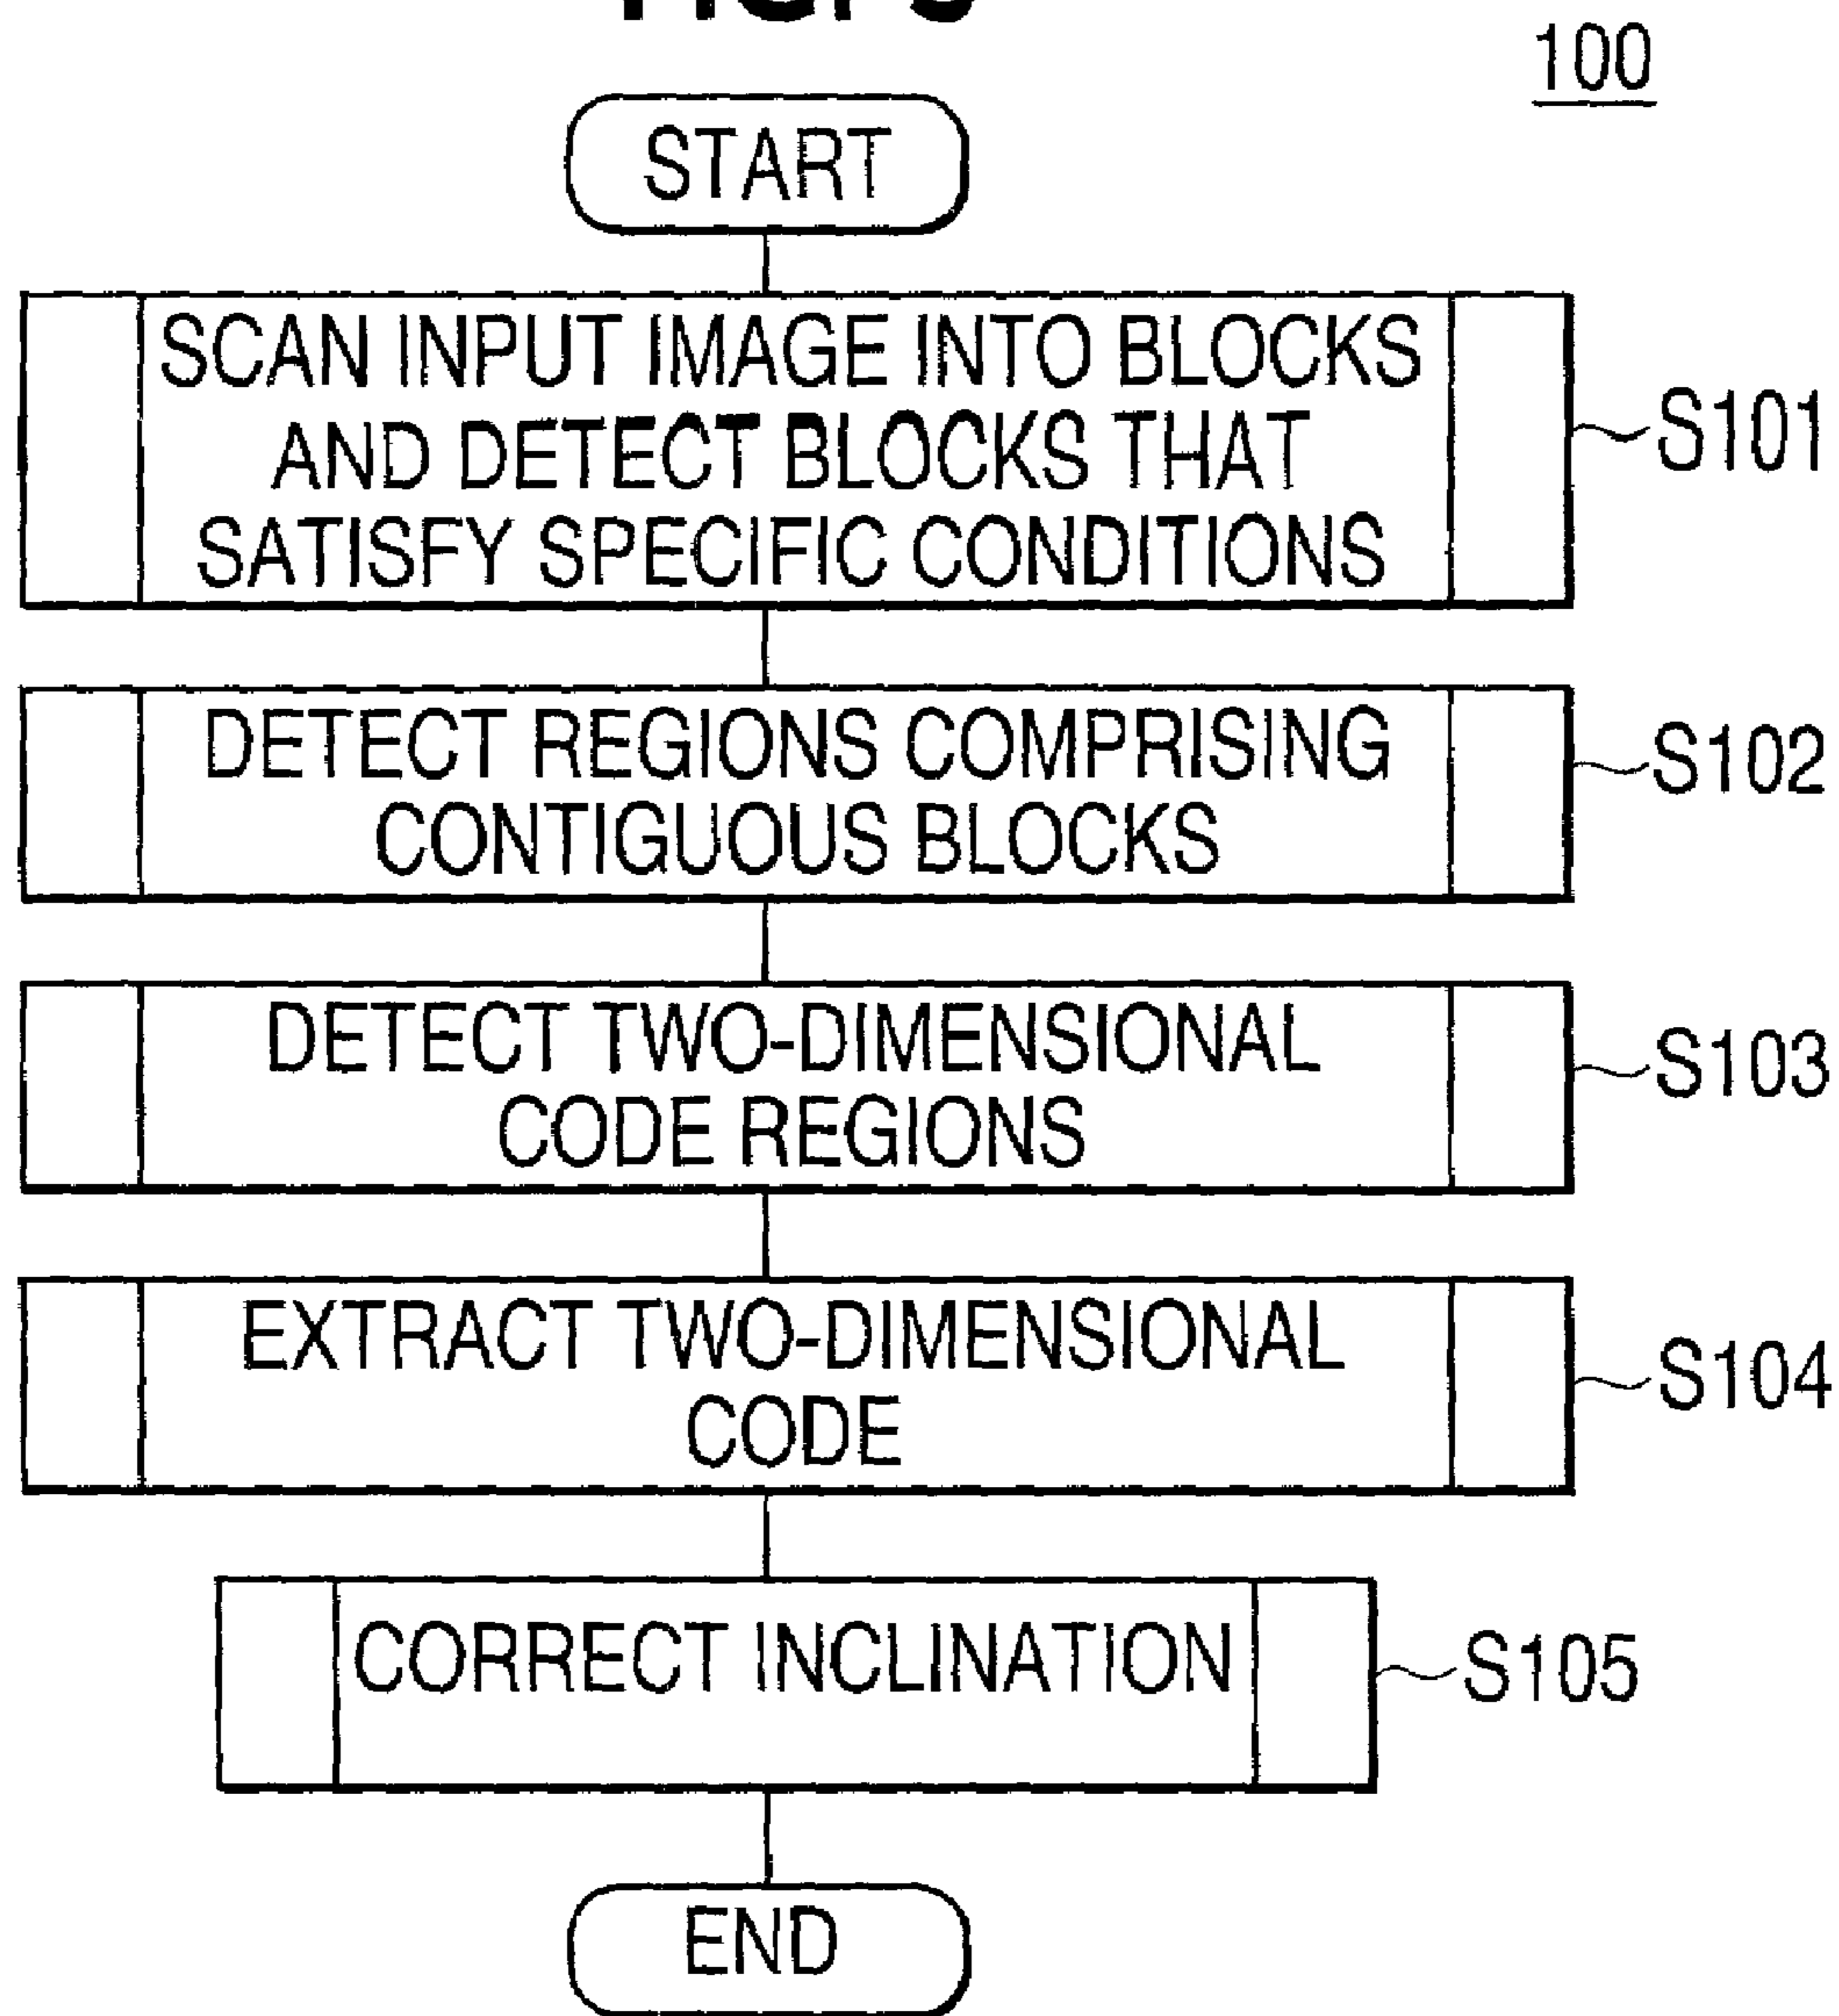 100
START
SCAN INPUT IMAGE INTO BLOCKS
AND DETECT BLOCKS THAT
SATISFY SPECIFIC CONDITIONS
S101
DETECT REGIONS COMPRISING
CONTIGUOUS BLOCKS
S102
DETECT TWO-DIMENSIONAL
CODE REGIONS
S103
EXTRACT TWO-DIMENSIONAL
CODE
S104
CORRECT INCLINATION
S105
END